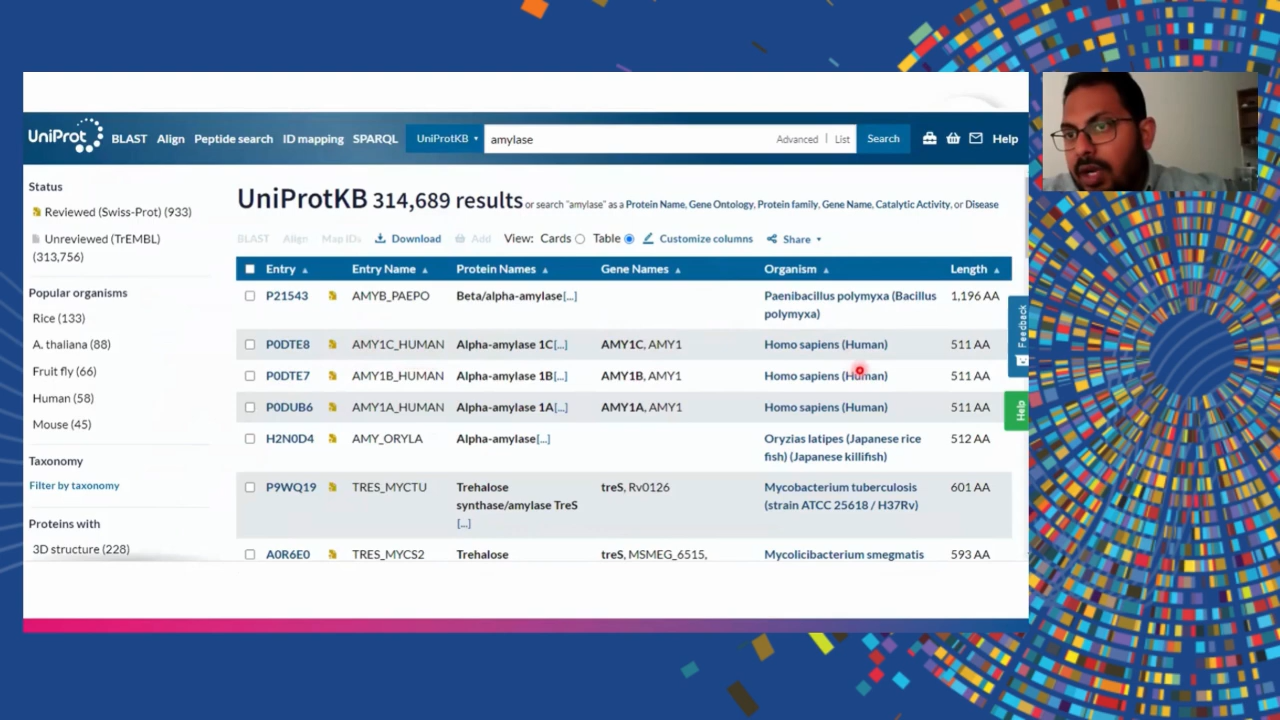 UniProt BLAST Align Peptide search ID mapping SPARQL UniProtKB amylase Advanced | List Search Help
Status
Reviewed (Swiss-Prot) (933)
Unreviewed (TrEMBL)
(313,756)
Popular organisms
Rice (133)
A. thaliana (88)
Fruit fly (66)
Human (58)
Mouse (45)
Taxonomy
Filter by taxonomy
Proteins with
3D structure (228)
UniProtKB 314,689 results or search "amylase" as a Protein Name, Gene Ontology, Protein family, Gene Name, Catalytic Activity, or Disease
BLAST Align Map IDs Download Add View: Cards Table Customize columns Share
Entry Entry Name Protein Names Gene Names Organism Length
P21543 AMYB_PAEPO Beta/alpha-amylase[...] Paenibacillus polymyxa (Bacillus 1,196 AA
polymyxa)
P0DTE8 AMY1C_HUMAN Alpha-amylase 1C[...] AMY1C, AMY1 Homo sapiens (Human) 511 AA
P0DTE7 AMY1B_HUMAN Alpha-amylase 1B[...] AMY1B, AMY1 Homo sapiens (Human) 511 AA
P0DUB6 AMY1A_HUMAN Alpha-amylase 1A[...] AMY1A, AMY1 Homo sapiens (Human) 511 AA
H2N0D4 AMY_ORYLA Alpha-amylase[...] Oryzias latipes (Japanese rice 512 AA
fish) (Japanese killifish)
P9WQ19 TRES_MYCTU Trehalose treS, Rv0126 Mycobacterium tuberculosis 601 AA
synthase/amylase TreS (strain ATCC 25618 / H37Rv)
[...]
A0R6E0 TRES_MYCS2 Trehalose treS, MSMEG_6515, Mycolicibacterium smegmatis 593 AA
Feedback
Help